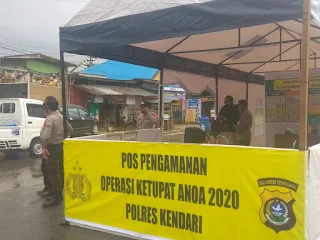 POS PENGAMANAN
OPERASI KETUPAT ANOA 2020
POLRES KENDARI